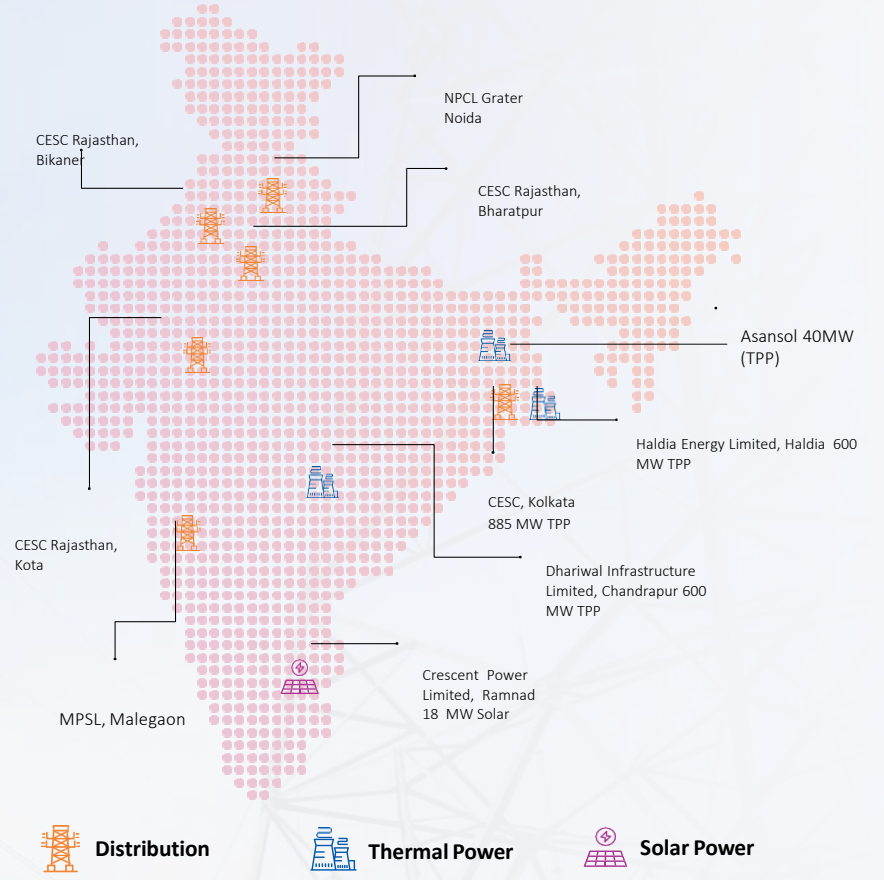 NPCL Grater
Noida
CESC Rajasthan,
Bikaner
CESC Rajasthan,
Bharatpur
Asansol 40MW
(TPP)
Haldia Energy Limited, Haldia 600
MW TPP
CESC, Kolkata
885 MW TPP
CESC Rajasthan,
Kota
Dhariwal Infrastructure
Limited, Chandrapur 600
MW TPP
Crescent Power
Limited, Ramnad
18 MW Solar
MPSL, Malegaon
Distribution
Thermal Power
Solar Power